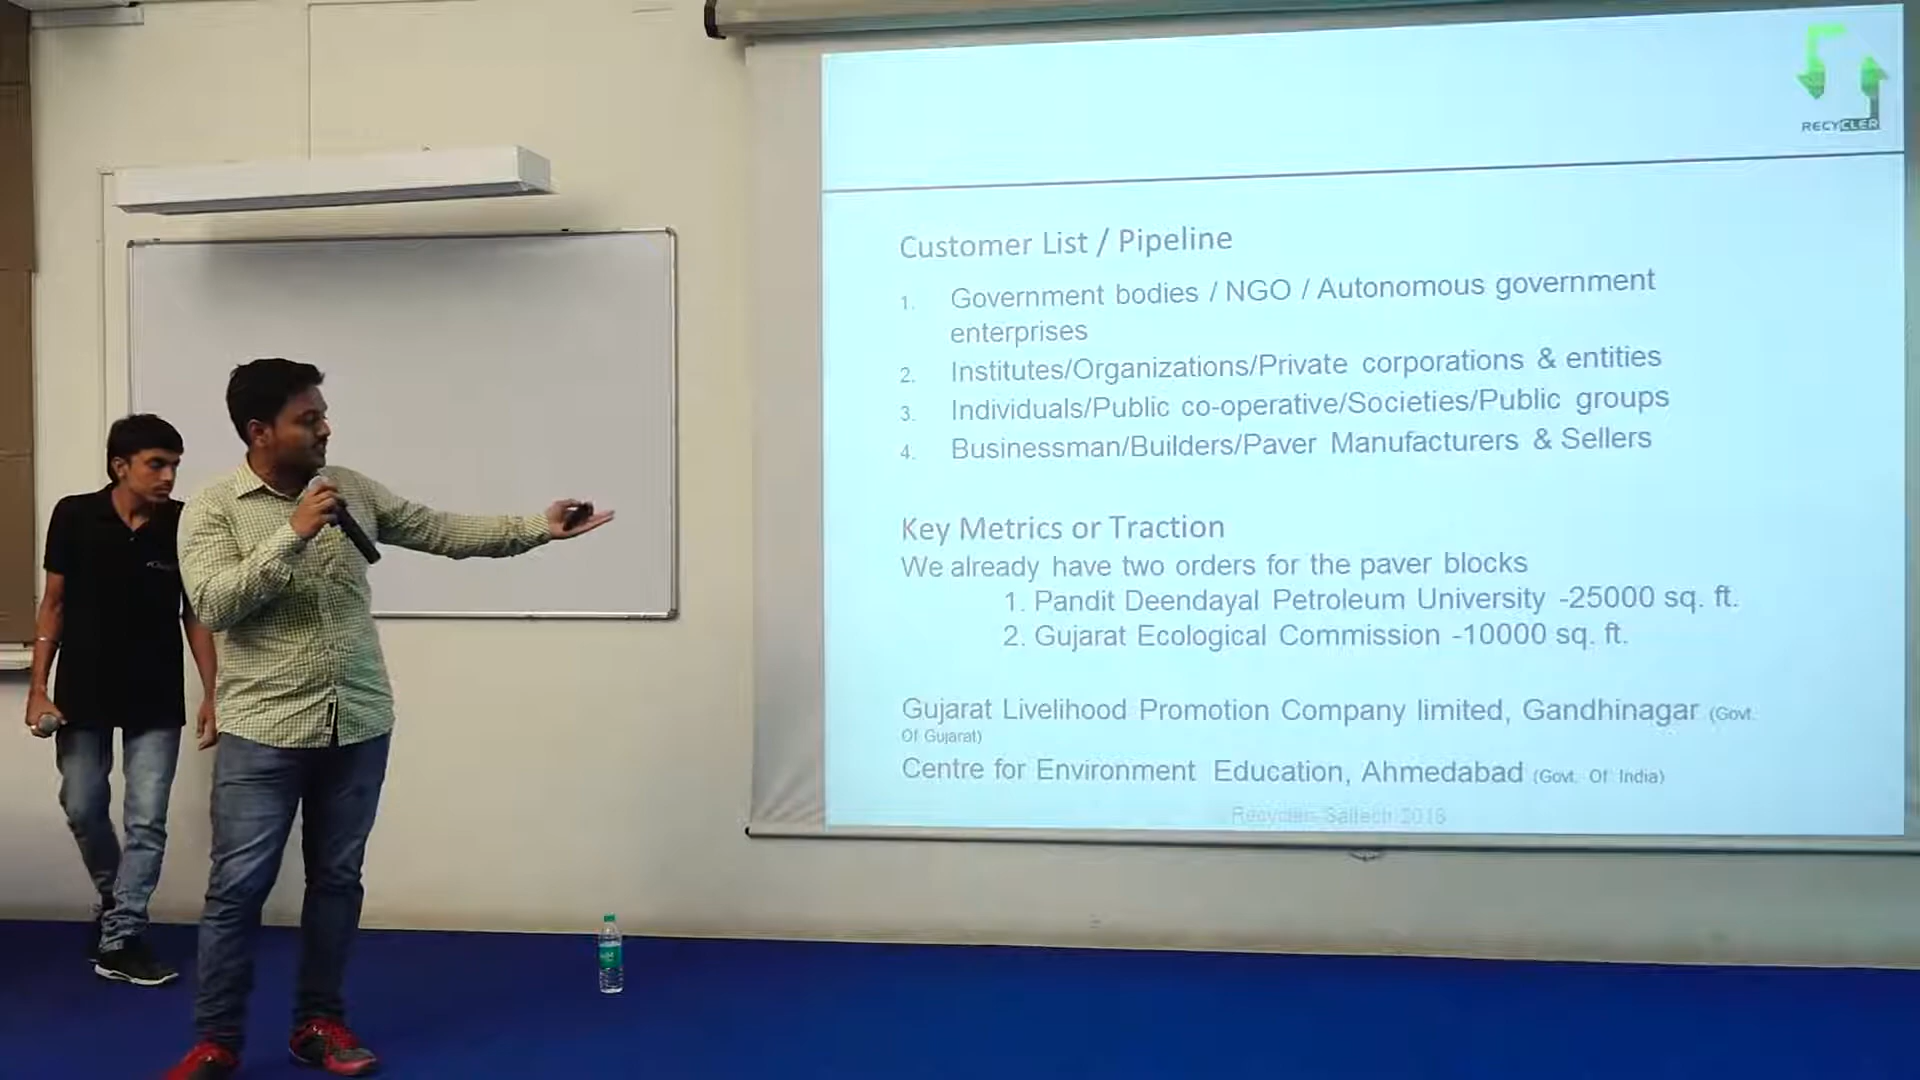 RECYCLER
Customer List / Pipeline
1. Government bodies / NGO / Autonomous government
enterprises
2. Institutes/Organizations/Private corporations & entities
3. Individuals/Public co-operative/Societies/Public groups
4. Businessman/Builders/Paver Manufacturers & Sellers
Key Metrics or Traction
We already have two orders for the paver blocks
1. Pandit Deendayal Petroleum University -25000 sq. ft.
2. Gujarat Ecological Commission -10000 sq. ft.
Gujarat Livelihood Promotion Company limited, Gandhinagar (Govt.
Of Gujarat)
Centre for Environment Education, Ahmedabad (Govt. Of India)
Recycler- Saltech 2018